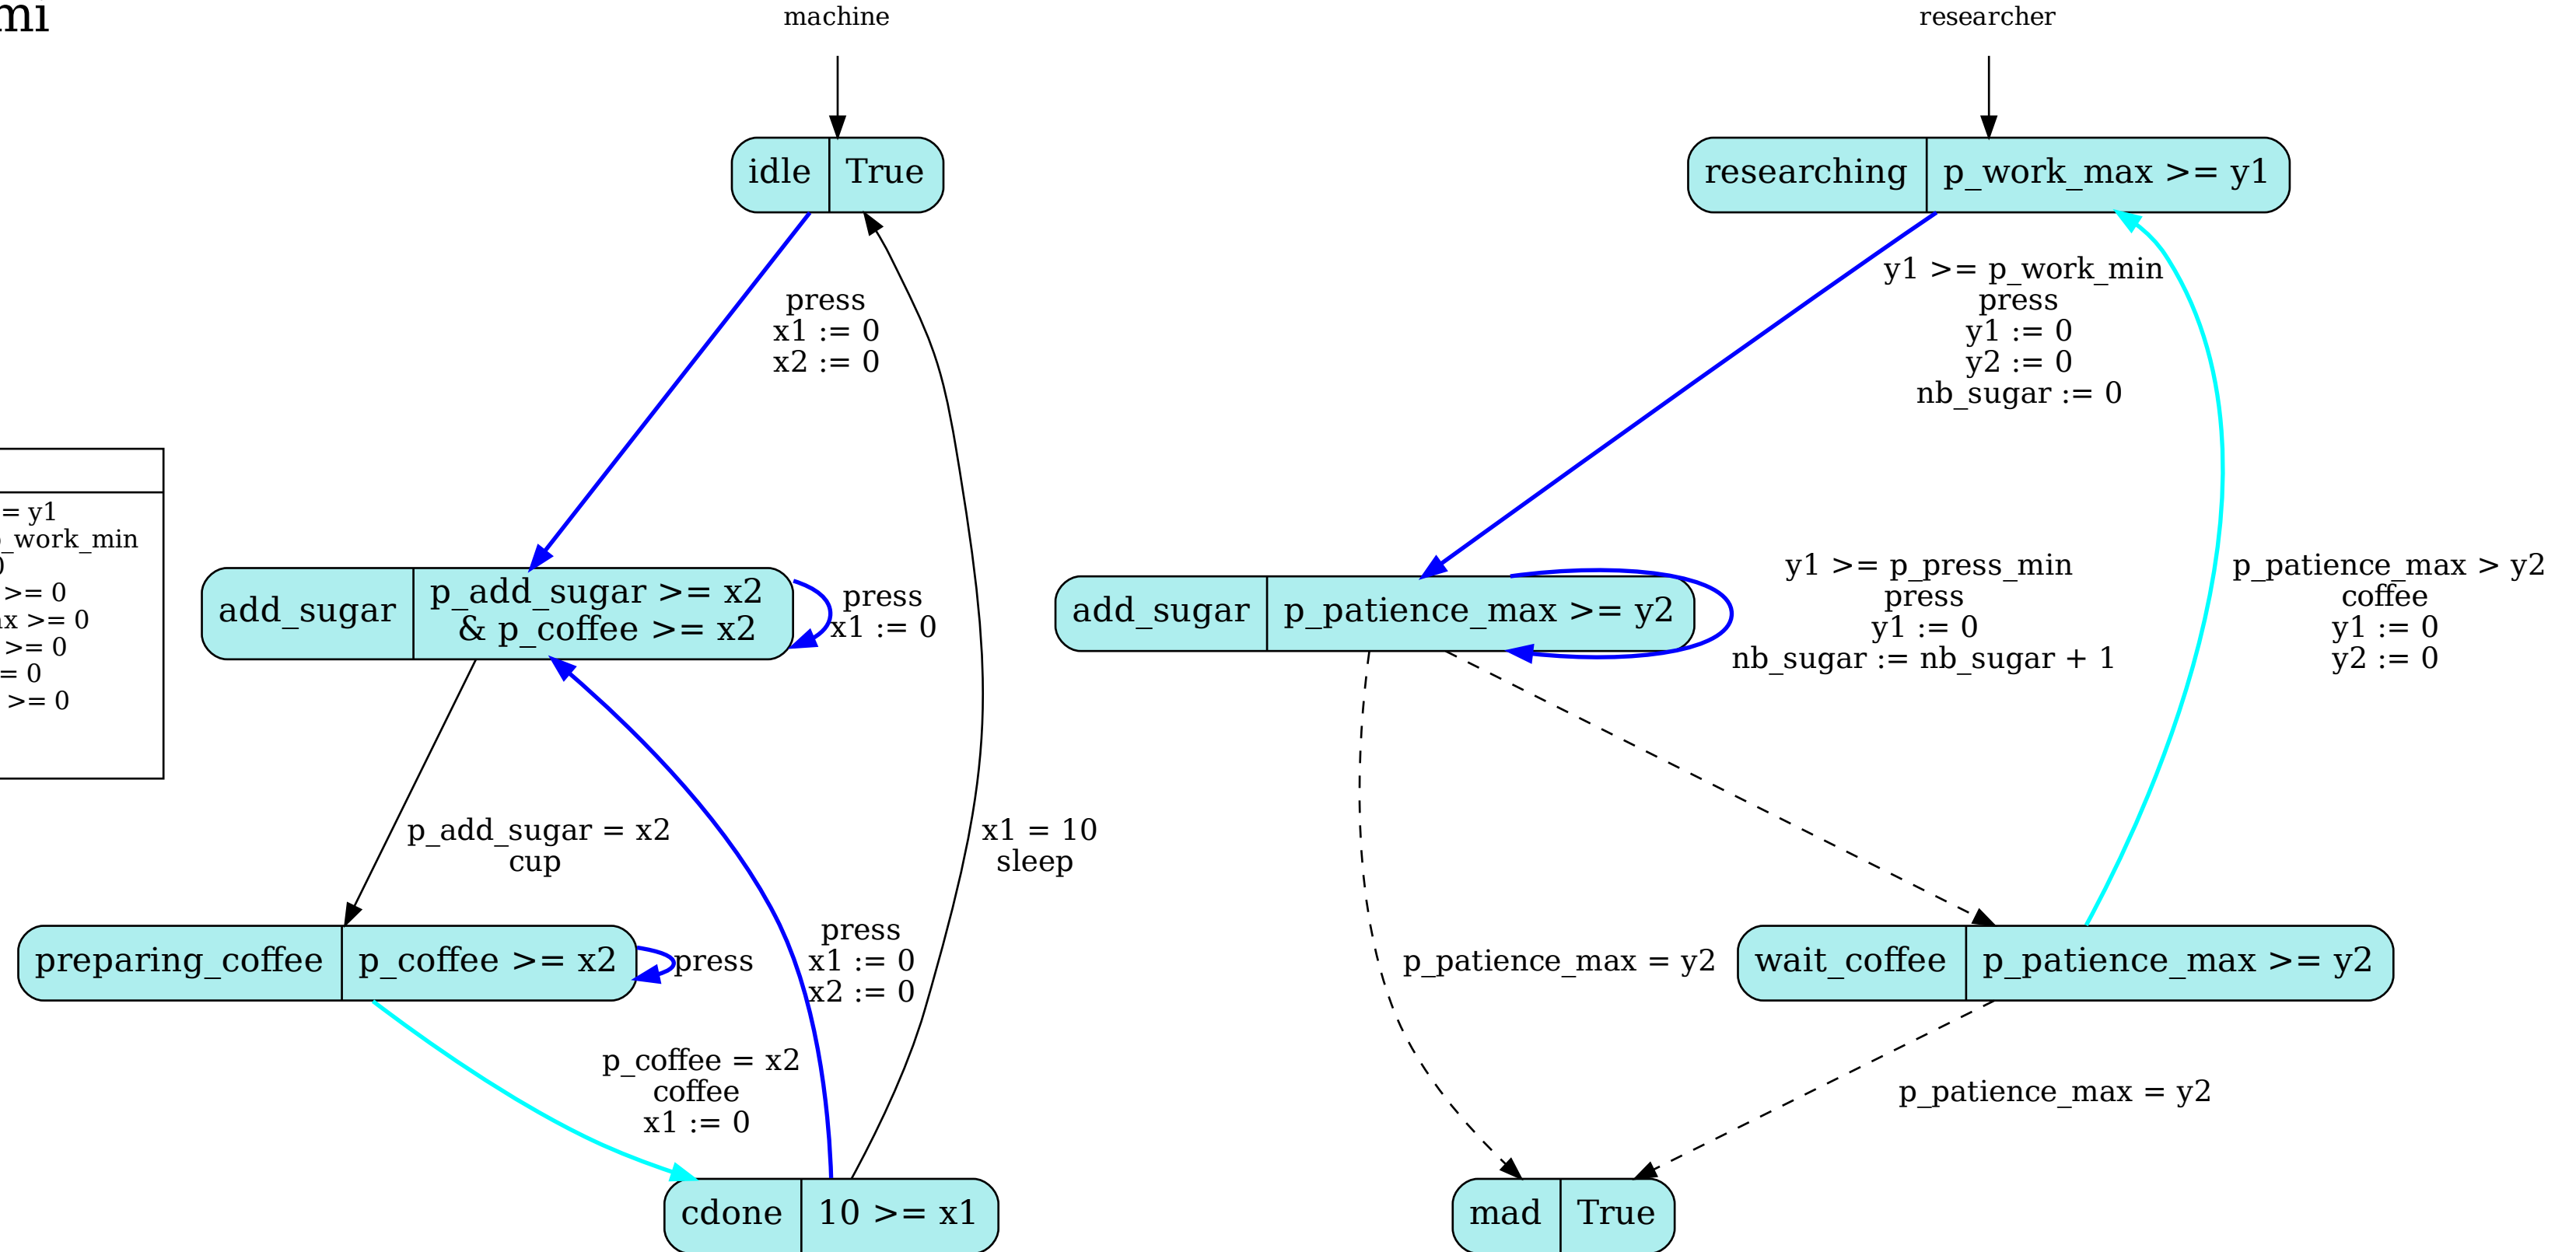 mi
machine
researcher
idle
True
researching
p_work_max >= y1
y1 >= p_work_min
press
y1 := 0
y2 := 0
nb_sugar := 0
press
x1 := 0
x2 := 0
= y1
_work_min
>= 0
x >= 0
>= 0
= 0
>= 0
add_sugar
p_add_sugar >= x2
& p_coffee >= x2
press
x1 := 0
add_sugar
p_patience_max >= y2
y1 >= p_press_min
press
y1 := 0
nb_sugar := nb_sugar + 1
p_patience_max > y2
coffee
y1 := 0
y2 := 0
p_add_sugar = x2
cup
x1 = 10
sleep
preparing_coffee
p_coffee >= x2
press
press
x1 := 0
x2 := 0
p_patience_max = y2
wait_coffee
p_patience_max >= y2
p_coffee = x2
coffee
x1 := 0
p_patience_max = y2
cdone
10 >= x1
mad
True